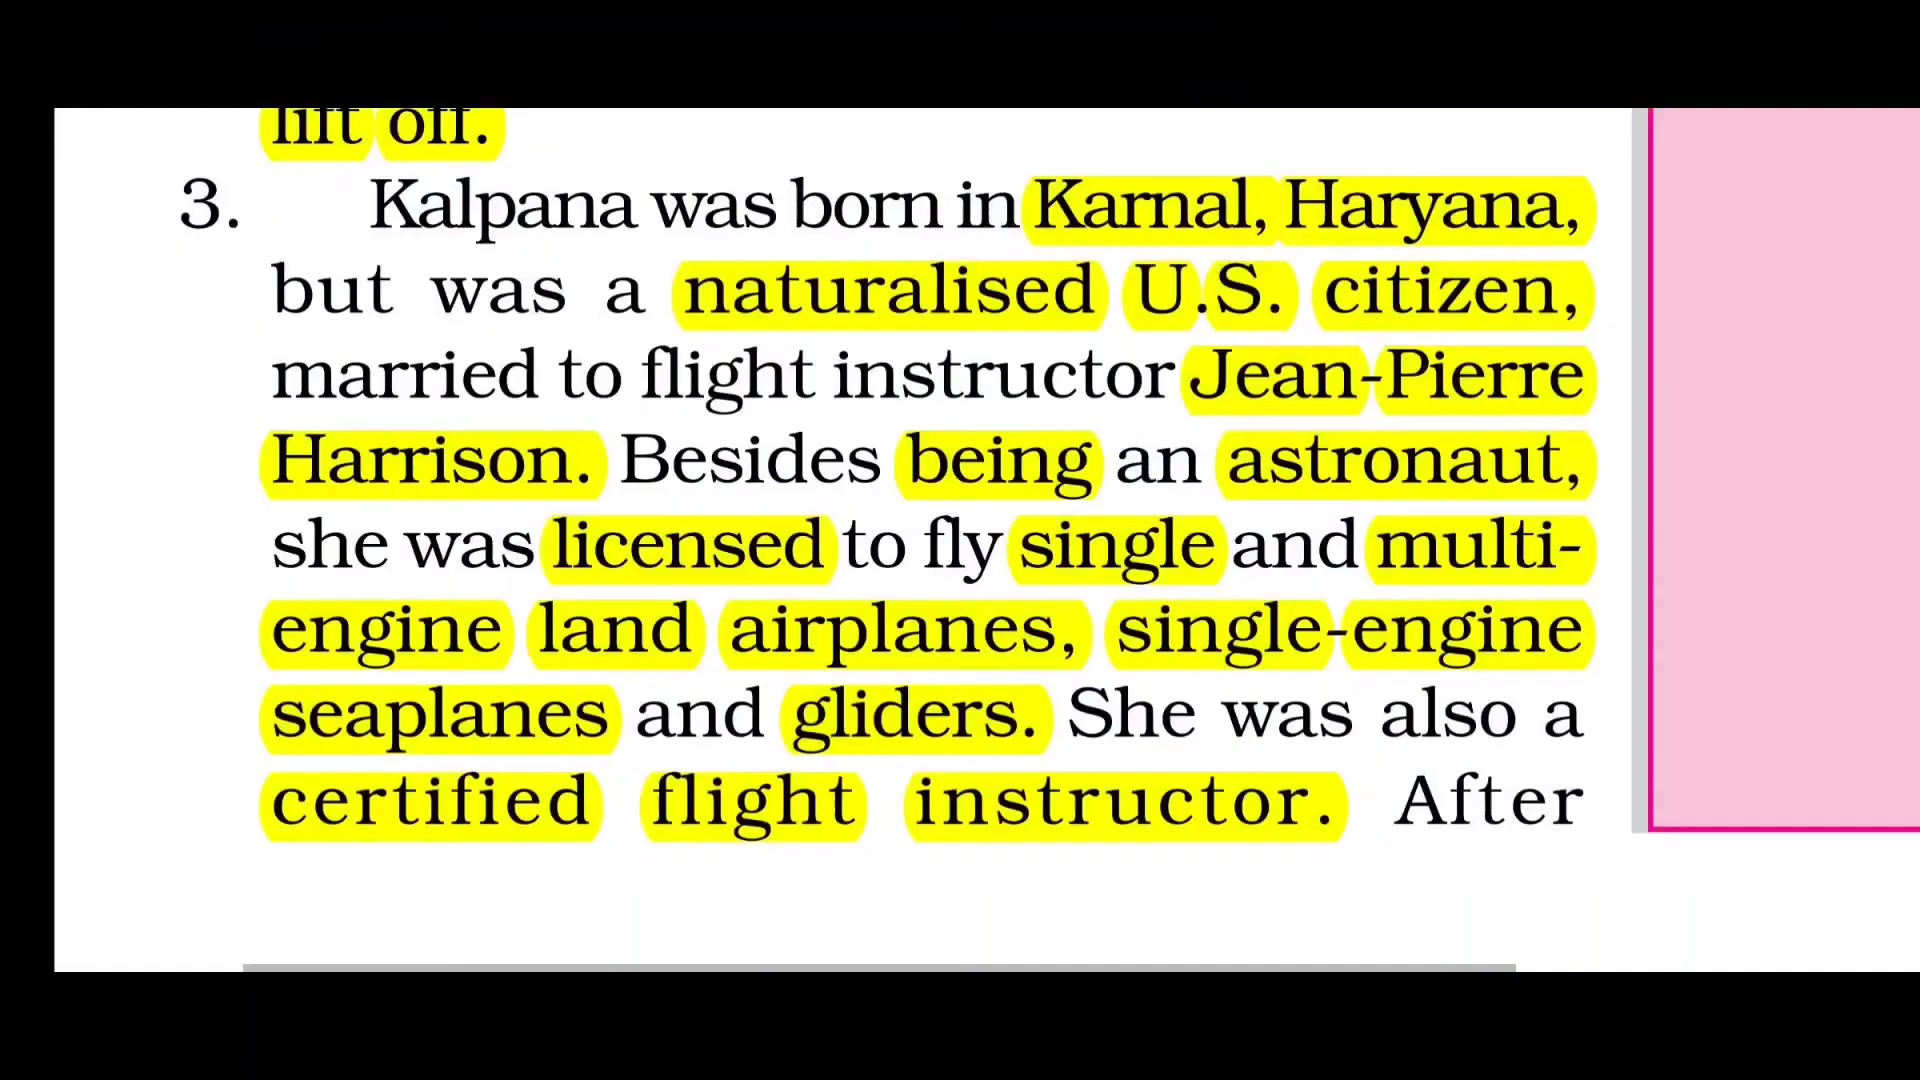 lift off.
3. Kalpana was born in Karnal, Haryana,
but was a naturalised U.S. citizen,
married to flight instructor Jean-Pierre
Harrison. Besides being an astronaut,
she was licensed to fly single and multi-
engine land airplanes, single-engine
seaplanes and gliders. She was also a
certified flight instructor. After